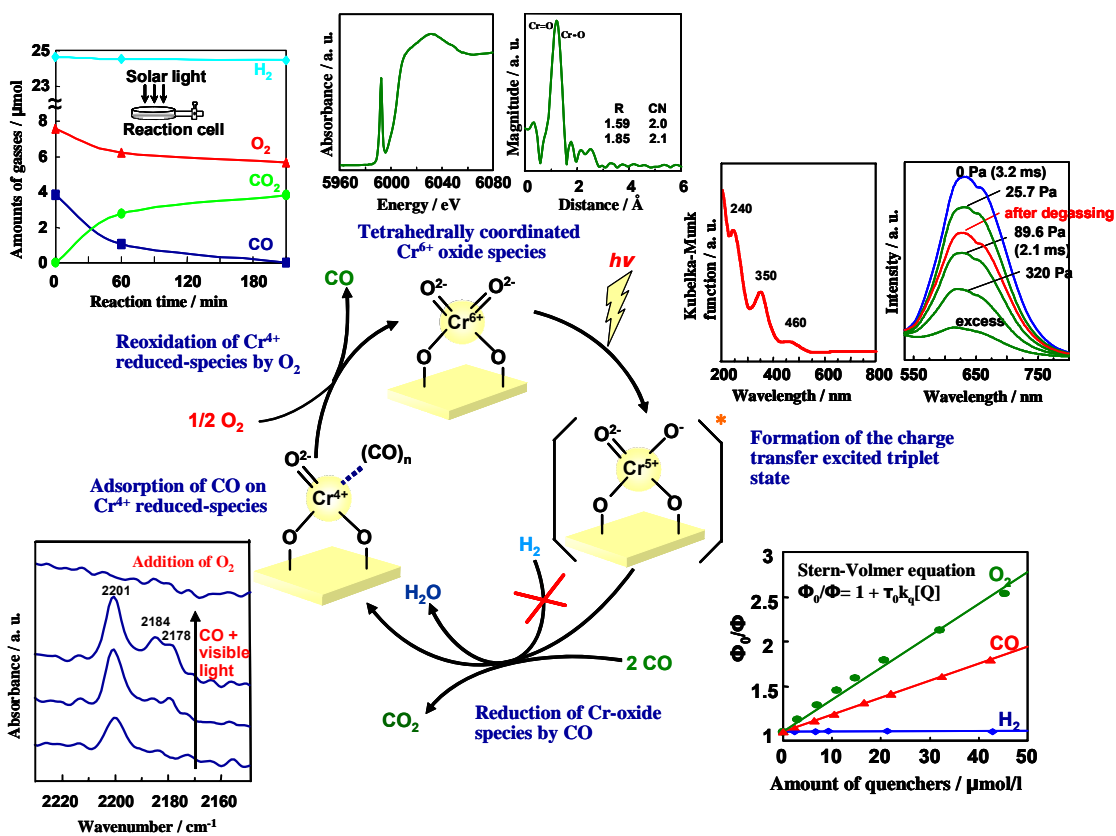 25
23
8
6
4
2
0
Amounts of gasses / μmol
H2
Solar light
Reaction cell
O2
CO2
CO
0
60
120
180
Reaction time / min
Absorbance / a. u.
5960
6000
6040
6080
Energy / eV
Magnitude / a. u.
Cr=O
Cr-O
R CN
1.59 2.0
1.85 2.1
0
2
4
6
Distance / Å
Tetrahedrally coordinated
Cr6+ oxide species
Kubelka-Munk
function / a. u.
240
350
460
200
400
600
800
Wavelength / nm
Intensity / a. u.
0 Pa (3.2 ms)
25.7 Pa
after degassing
89.6 Pa
(2.1 ms)
320 Pa
excess
550
650
750
Wavelength / nm
CO
hν
O2-
O2-
Cr6+
O
O
Reoxidation of Cr4+
reduced-species by O2
1/2 O2
O2-
(CO)n
Cr4+
O
O
Adsorption of CO on
Cr4+ reduced-species
O2-
O-
*
Cr5+
O
O
Formation of the charge
transfer excited triplet
state
H2
H2O
2 CO
CO2
Reduction of Cr-oxide
species by CO
Absorbance / a. u.
Addition of O2
2201
2184
2178
CO +
visible
light
2220
2200
2180
2160
Wavenumber / cm-1
Φ0/Φ
3
2.5
2
1.5
1
Stern-Volmer equation
Φ0/Φ= 1 + τ0kq[Q]
O2
CO
H2
0
10
20
30
40
50
Amount of quenchers / μmol/l